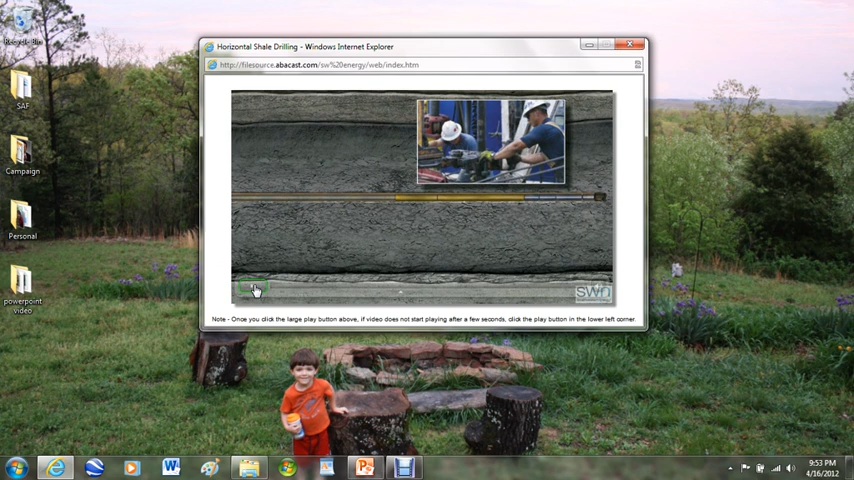 Recycle Bin
SAF
Campaign
Personal
powerpoint
video
Horizontal Shale Drilling - Windows Internet Explorer
http://filesource.abacast.com/sw%20energy/web/index.htm
swn
Note - Once you click the large play button above, if video does not start playing after a few seconds, click the play button in the lower left corner.
9:53 PM
4/16/2012